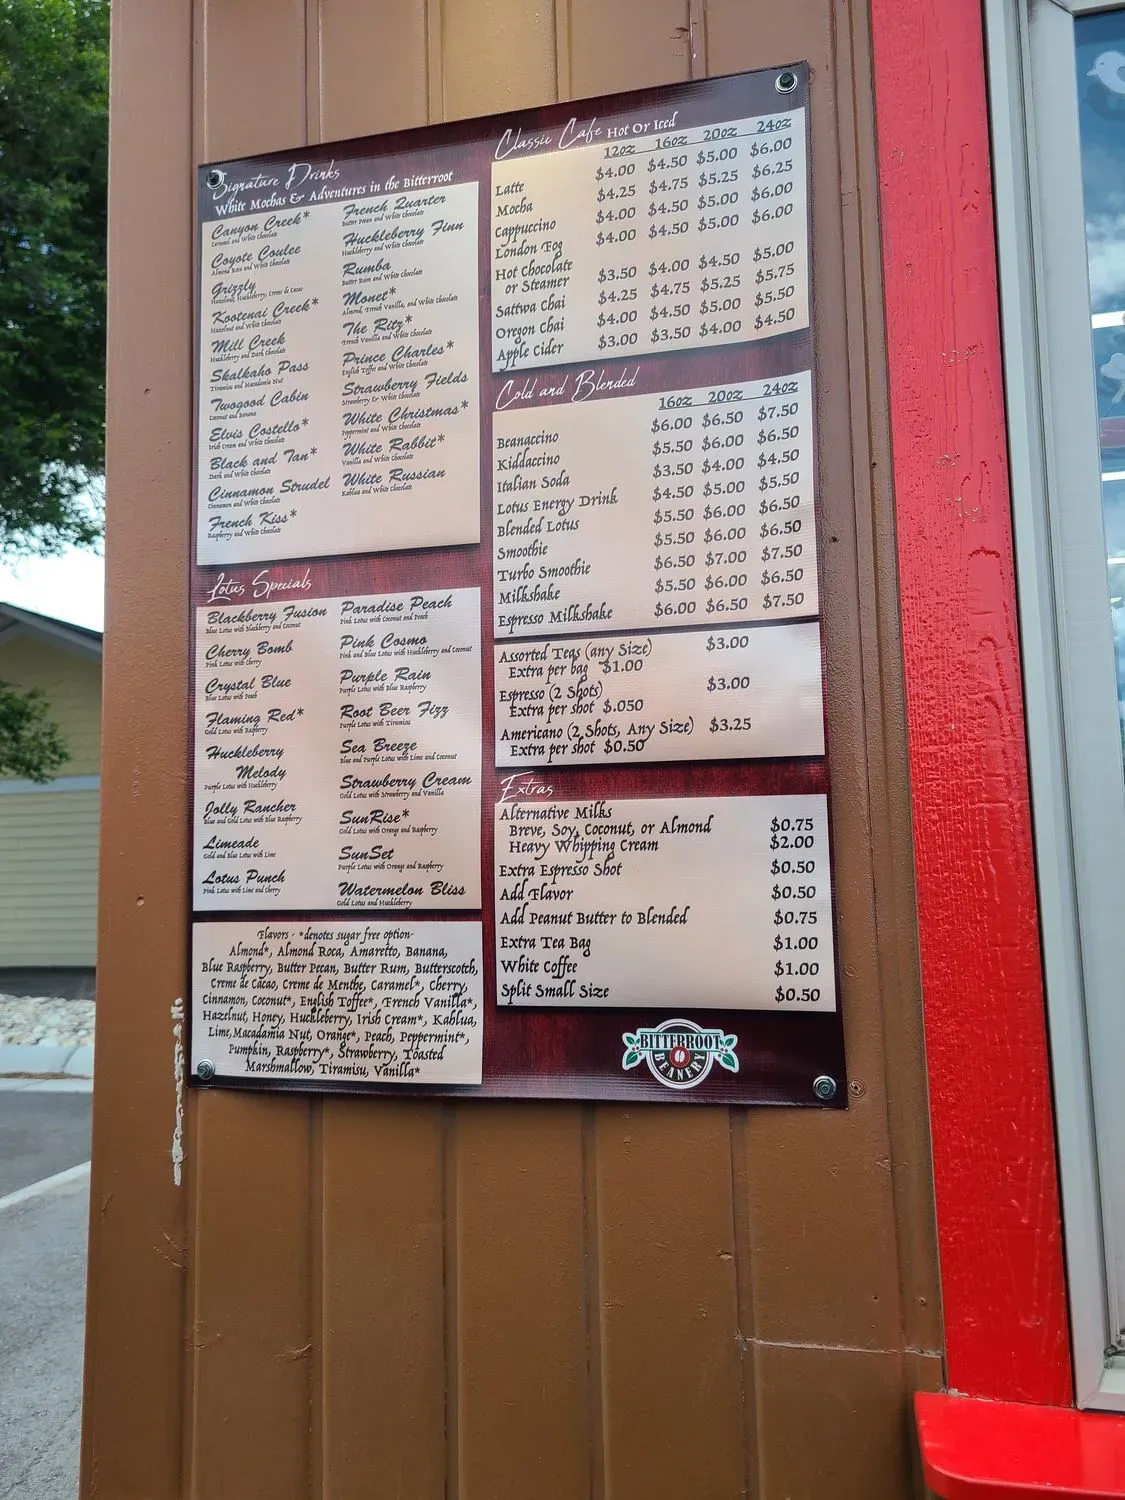 Signature Drinks
White Mochas & Adventures in the Bitterroot
Canyon Creek*
Caramel and White Chocolate
Coyote Coulee
Almond Roca and White Chocolate
Grizzly
Hazelnut, Huckleberry, Creme de Cacao
Kootenai Creek*
Hazelnut and White Chocolate
Mill Creek
Huckleberry and Dark Chocolate
Skalkaho Pass
Tiramisu and Macadamia Nut
Twogood Cabin
Coconut and Banana
Elvis Costello*
Irish Cream and White Chocolate
Black and Tan*
Dark and White Chocolate
Cinnamon Strudel
Cinnamon and White Chocolate
French Kiss*
Raspberry and White Chocolate
French Quarter
Butter Pecan and White Chocolate
Huckleberry Finn
Huckleberry and White Chocolate
Rumba
Butter Rum and White Chocolate
Monet*
Almond, French Vanilla, and White Chocolate
The Ritz*
French Vanilla and White Chocolate
Prince Charles*
English Toffee and White Chocolate
Strawberry Fields
Strawberry & White Chocolate
White Christmas*
Peppermint and White Chocolate
White Rabbit*
Vanilla and White Chocolate
White Russian
Kahlua and White Chocolate
Lotus Specials
Blackberry Fusion
Blue Lotus with Blackberry and Coconut
Cherry Bomb
Pink Lotus with Cherry
Crystal Blue
Blue Lotus with Peach
Flaming Red*
Gold Lotus with Raspberry
Huckleberry
Melody
Purple Lotus with Huckleberry
Jolly Rancher
Blue and Gold Lotus with Blue Raspberry
Limeade
Gold and Blue Lotus with Lime
Lotus Punch
Pink Lotus with Lime and Cherry
Paradise Peach
Pink Lotus with Coconut and Peach
Pink Cosmo
Pink and Blue Lotus with Huckleberry and Coconut
Purple Rain
Purple Lotus with Blue Raspberry
Root Beer Fizz
Purple Lotus with Tiramisu
Sea Breeze
Blue and Purple Lotus with Lime and Coconut
Strawberry Cream
Gold Lotus with Strawberry and Vanilla
SunRise*
Gold Lotus with Orange and Raspberry
SunSet
Purple Lotus with Orange and Raspberry
Watermelon Bliss
Gold Lotus and Huckleberry
Flavors - *denotes sugar free option-
Almond*, Almond Roca, Amaretto, Banana,
Blue Raspberry, Butter Pecan, Butter Rum, Butterscotch,
Creme de Cacao, Creme de Menthe, Caramel*, Cherry,
Cinnamon, Coconut*, English Toffee*, French Vanilla*,
Hazelnut, Honey, Huckleberry, Irish Cream*, Kahlua,
Lime, Macadamia Nut, Orange*, Peach, Peppermint*,
Pumpkin, Raspberry*, Strawberry, Toasted
Marshmallow, Tiramisu, Vanilla*
Classic Cafe Hot Or Iced
12oz 16oz 20oz 24oz
Latte $4.00 $4.50 $5.00 $6.00
Mocha $4.25 $4.75 $5.25 $6.25
Cappuccino $4.00 $4.50 $5.00 $6.00
London Fog $4.00 $4.50 $5.00 $6.00
Hot Chocolate
or Steamer $3.50 $4.00 $4.50 $5.00
Sattwa Chai $4.25 $4.75 $5.25 $5.75
Oregon Chai $4.00 $4.50 $5.00 $5.50
Apple Cider $3.00 $3.50 $4.00 $4.50
Cold and Blended
16oz 20oz 24oz
Beanaccino $6.00 $6.50 $7.50
Kiddaccino $5.50 $6.00 $6.50
Italian Soda $3.50 $4.00 $4.50
Lotus Energy Drink $4.50 $5.00 $5.50
Blended Lotus $5.50 $6.00 $6.50
Smoothie $5.50 $6.00 $6.50
Turbo Smoothie $6.50 $7.00 $7.50
Milkshake $5.50 $6.00 $6.50
Espresso Milkshake $6.00 $6.50 $7.50
Assorted Teas (any Size) $3.00
Extra per bag $1.00
Espresso (2 Shots) $3.00
Extra per shot $.050
Americano (2 Shots, Any Size) $3.25
Extra per shot $0.50
Extras
Alternative Milks
Breve, Soy, Coconut, or Almond $0.75
Heavy Whipping Cream $2.00
Extra Espresso Shot $0.50
Add Flavor $0.50
Add Peanut Butter to Blended $0.75
Extra Tea Bag $1.00
White Coffee $1.00
Split Small Size $0.50
BITTERROOT
BEANERY